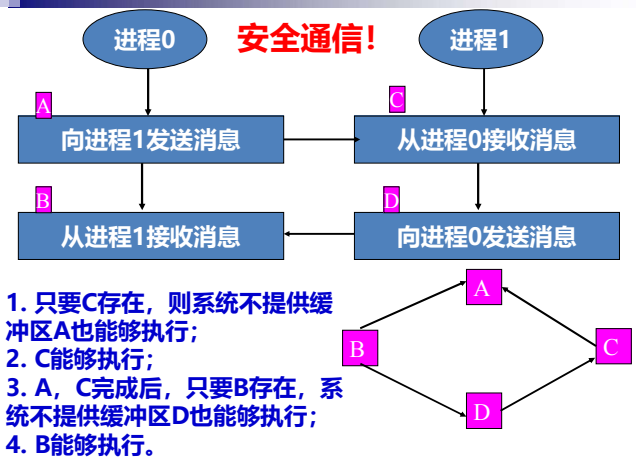 进程0
安全通信！
进程1
A
C
向进程1发送消息
从进程0接收消息
B
D
从进程1接收消息
向进程0发送消息
1. 只要C存在，则系统不提供缓
冲区A也能够执行；
2. C能够执行；
3. A，C完成后，只要B存在，系
统不提供缓冲区D也能够执行；
4. B能够执行。
A
B
C
D